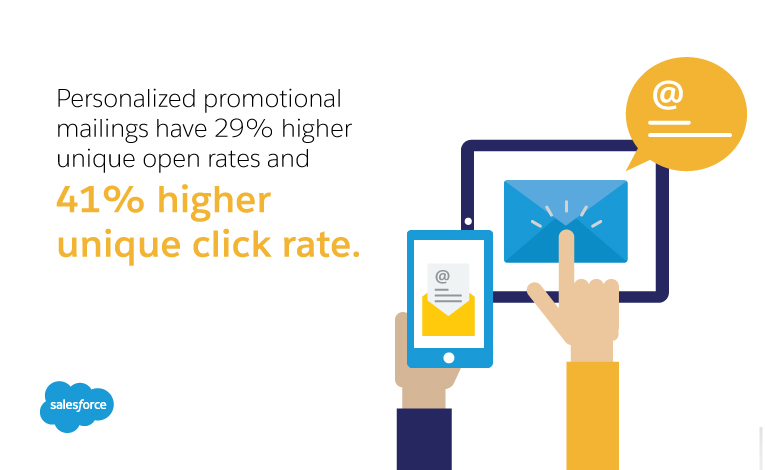 Personalized promotional
mailings have 29% higher
unique open rates and
41% higher
unique click rate.
@
@
salesforce